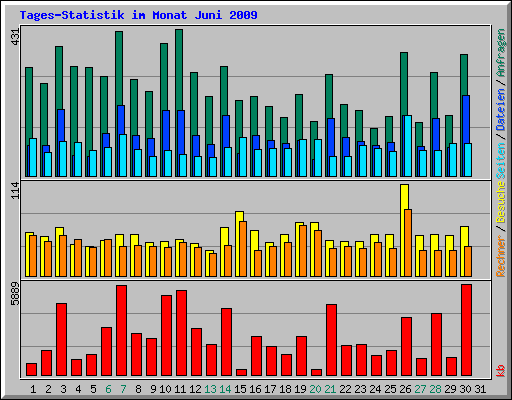 Tages-Statistik im Monat Juni 2009
431
Rechner / Besuche Seiten / Dateien / Anfragen
114
5889
kb
1 2 3 4 5 6 7 8 9 10 11 12 13 14 15 16 17 18 19 20 21 22 23 24 25 26 27 28 29 30 31